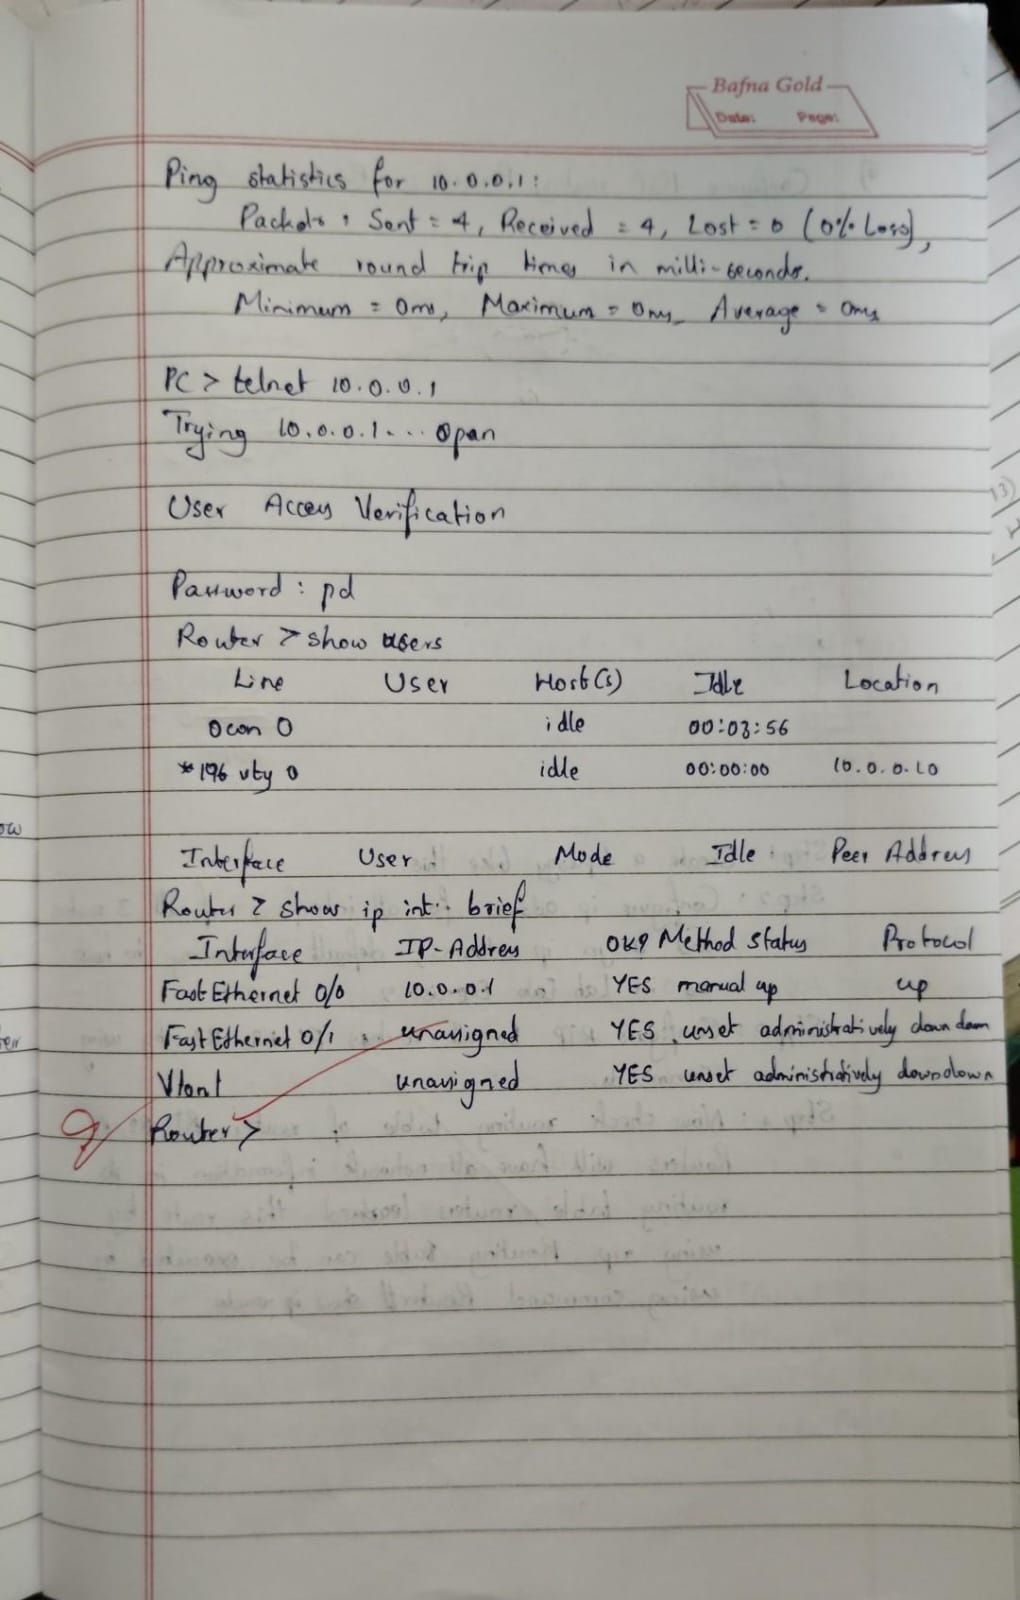 Bafna Gold
Date: Page:
Ping statistics for 10.0.0.1:
Packets: Sent = 4, Received = 4, Lost = 0 (0% Loss),
Approximate round trip times in milli-seconds.
Minimum = 0ms, Maximum = 0ms, Average = 0ms
PC > telnet 10.0.0.1
Trying 10.0.0.1... Open
User Access Verification
Password : pd
Router > show users
Line User Host(s) Idle Location
0 con 0 idle 00:03:56
* 196 vty 0 idle 00:00:00 10.0.0.10
Interface User Mode Idle Peer Address
Router > show ip int brief
Interface IP-Address OK? Method Status Protocol
FastEthernet 0/0 10.0.0.1 YES manual up up
FastEthernet 0/1 unassigned YES unset administratively down down
Vlan1 unassigned YES unset administratively down down
Router >